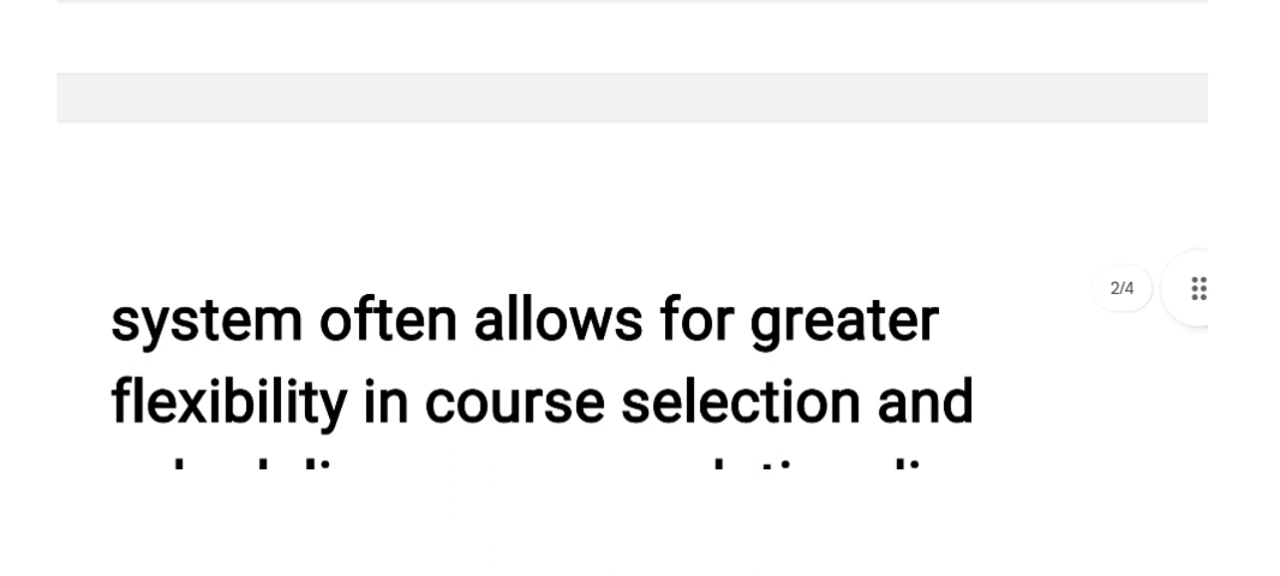 2/4
system often allows for greater
flexibility in course selection and